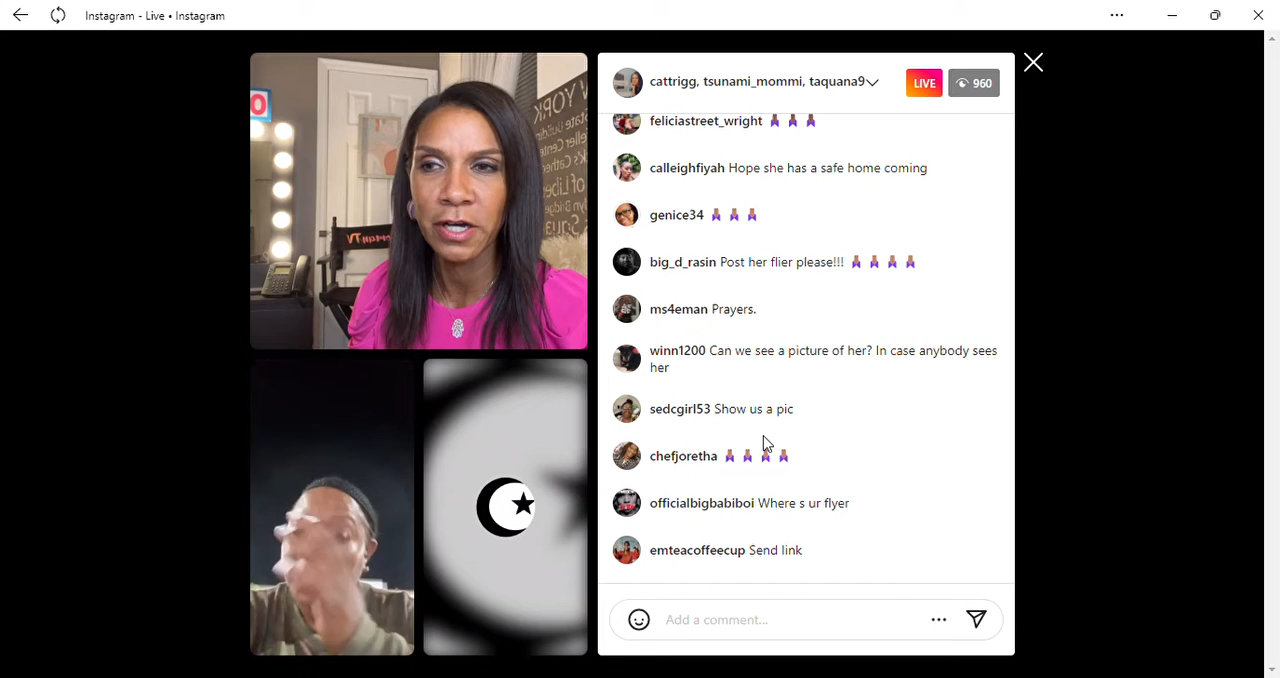 Instagram - Live • Instagram
cattrigg, tsunami_mommi, taquana9
LIVE
960
feliciastreet_wright
calleighfiyah Hope she has a safe home coming
genice34
big_d_rasin Post her flier please!!!
ms4eman Prayers.
winn1200 Can we see a picture of her? In case anybody sees
her
sedcgirl53 Show us a pic
chefjoretha
officialbigbabiboi Where s ur flyer
emteacoffeecup Send link
Add a comment...